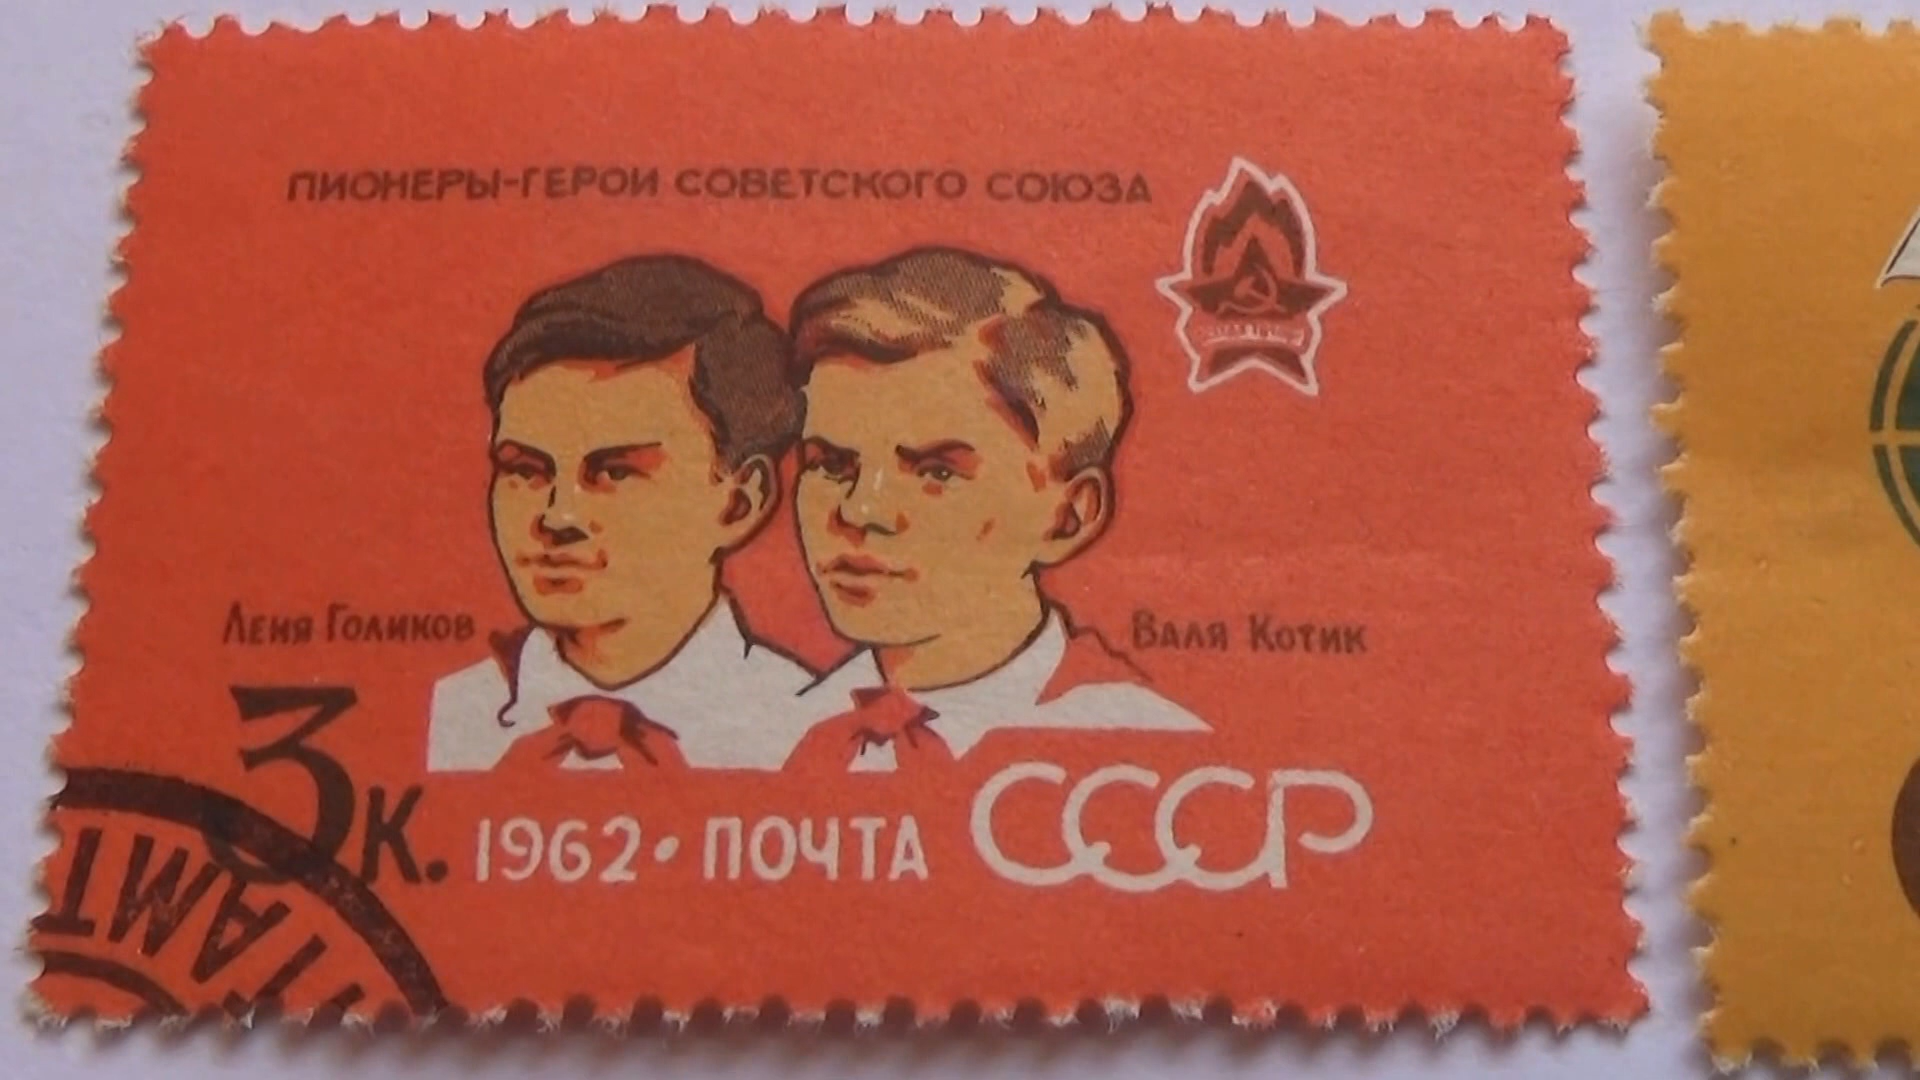 ПИОНЕРЫ-ГЕРОИ СОВЕТСКОГО СОЮЗА
Леня Голиков
Валя Котик
3 к. 1962 • ПОЧТА СССР